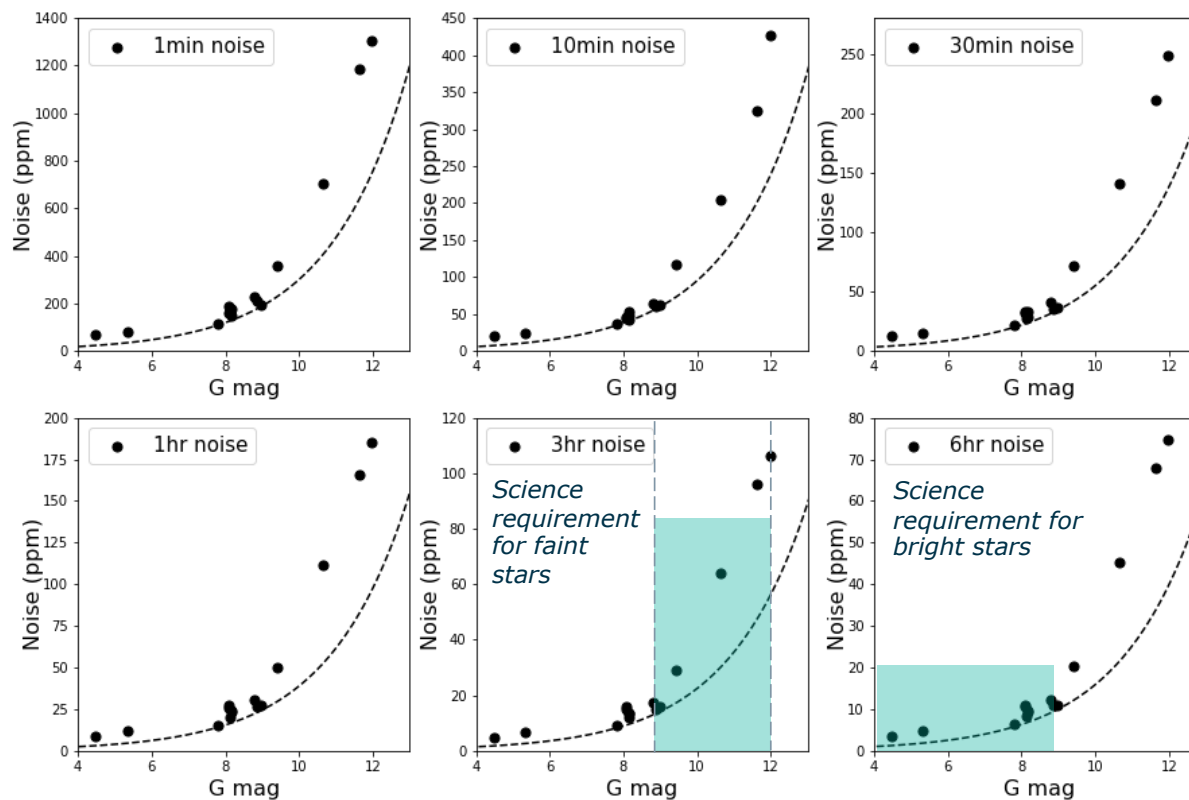 1400
1200
1000
800
600
400
200
0
Noise (ppm)
1min noise
4 6 8 10 12
G mag
450
400
350
300
250
200
150
100
50
0
Noise (ppm)
10min noise
4 6 8 10 12
G mag
250
200
150
100
50
0
Noise (ppm)
30min noise
4 6 8 10 12
G mag
200
175
150
125
100
75
50
25
0
Noise (ppm)
1hr noise
4 6 8 10 12
G mag
120
100
80
60
40
20
0
Noise (ppm)
3hr noise
Science
requirement
for faint
stars
4 6 8 10 12
G mag
80
70
60
50
40
30
20
10
0
Noise (ppm)
6hr noise
Science
requirement for
bright stars
4 6 8 10 12
G mag